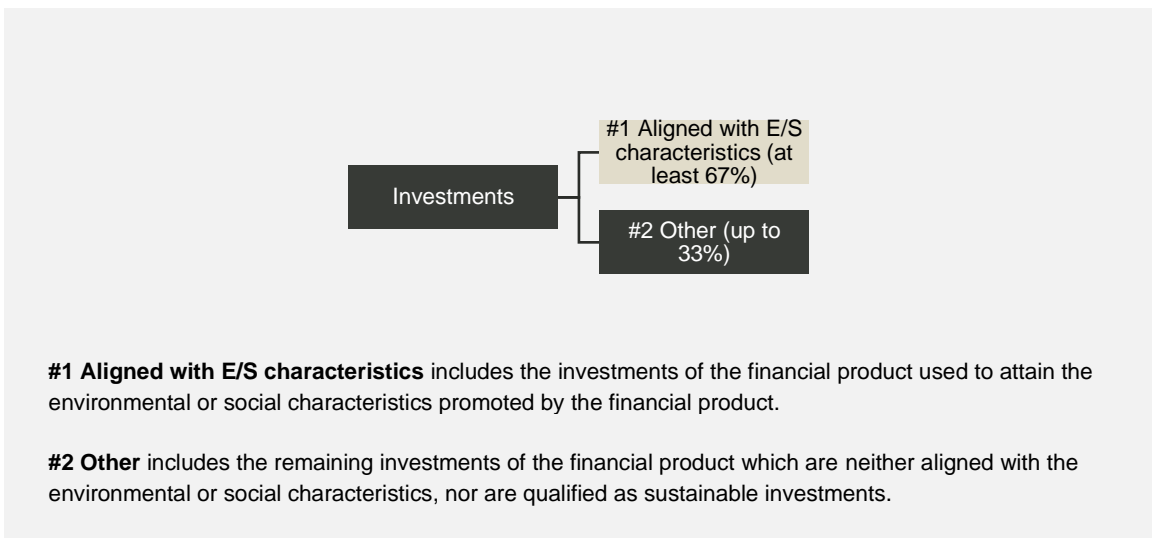 #1 Aligned with E/S
characteristics (at
least 67%)
Investments
#2 Other (up to
33%)
#1 Aligned with E/S characteristics includes the investments of the financial product used to attain the
environmental or social characteristics promoted by the financial product.
#2 Other includes the remaining investments of the financial product which are neither aligned with the
environmental or social characteristics, nor are qualified as sustainable investments.